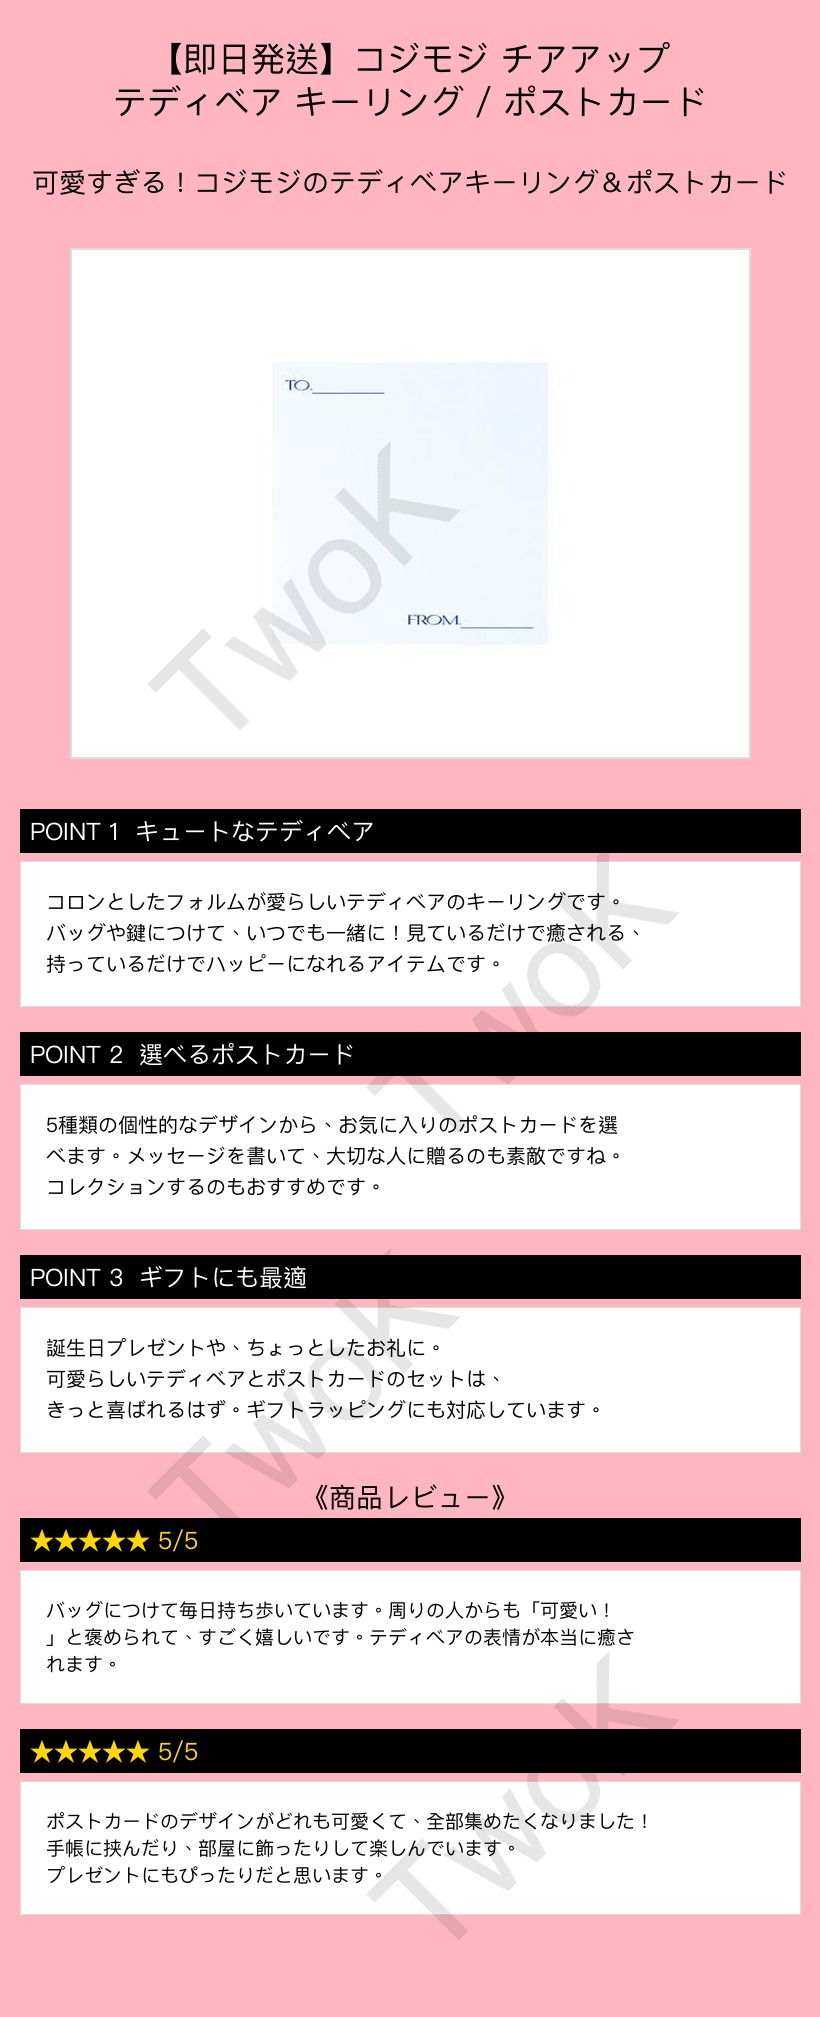 【即日発送】コジモジ チアアップ
テディベア キーリング / ポストカード
可愛すぎる！コジモジのテディベアキーリング＆ポストカード
TO.
TwoK
FROM.
POINT 1 キュートなテディベア
コロンとしたフォルムが愛らしいテディベアのキーリングです。
バッグや鍵につけて、いつでも一緒に！見ているだけで癒される、
持っているだけでハッピーになれるアイテムです。
TwoK
POINT 2 選べるポストカード
5種類の個性的なデザインから、お気に入りのポストカードを選
べます。メッセージを書いて、大切な人に贈るのも素敵ですね。
コレクションするのもおすすめです。
POINT 3 ギフトにも最適
誕生日プレゼントや、ちょっとしたお礼に。
可愛らしいテディベアとポストカードのセットは、
きっと喜ばれるはず。ギフトラッピングにも対応しています。
TwoK
《商品レビュー》
★★★★★ 5/5
バッグにつけて毎日持ち歩いています。周りの人からも「可愛い！
」と褒められて、すごく嬉しいです。テディベアの表情が本当に癒さ
れます。
★★★★★ 5/5
ポストカードのデザインがどれも可愛くて、全部集めたくなりました！
手帳に挟んだり、部屋に飾ったりして楽しんでいます。
プレゼントにもぴったりだと思います。
TwoK